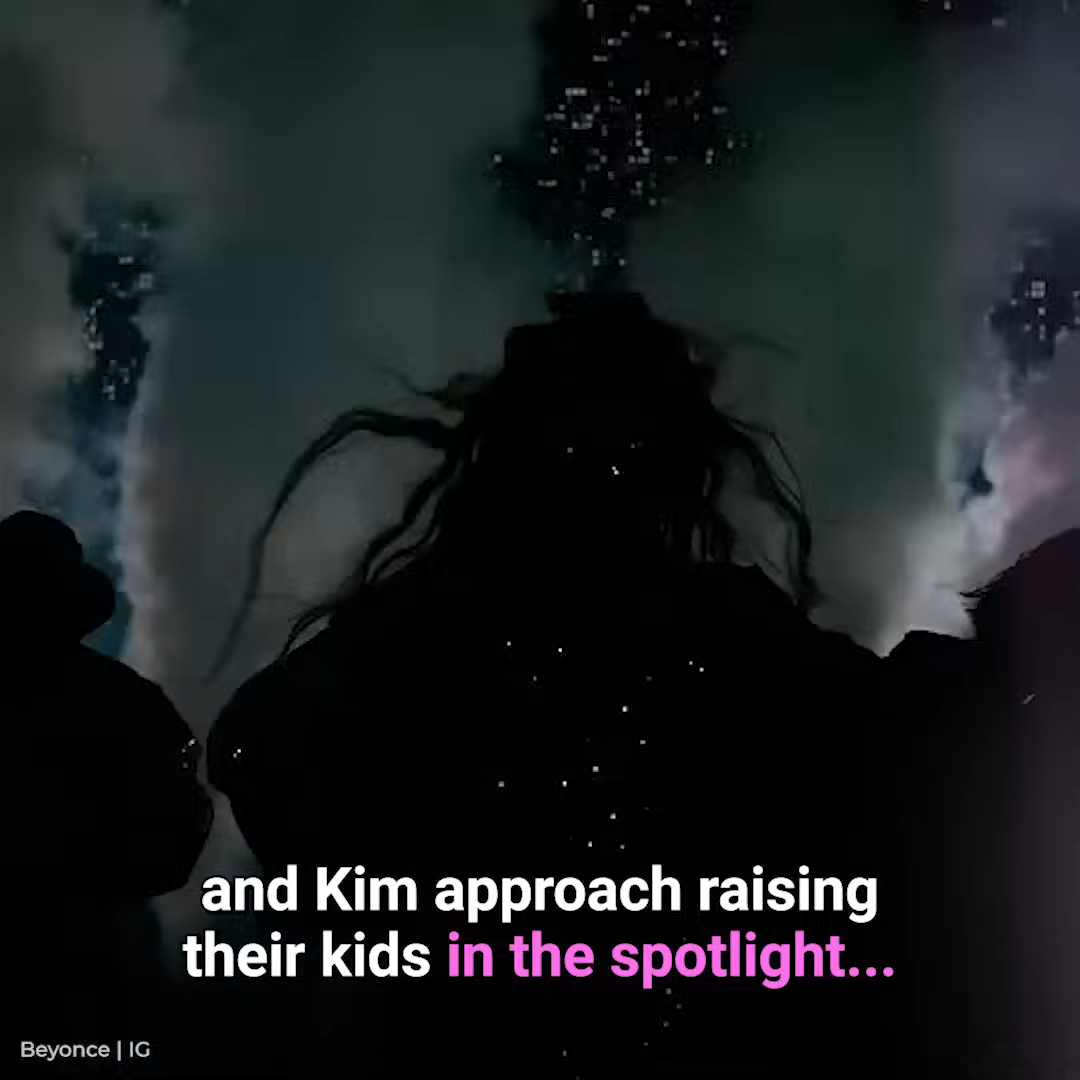 and Kim approach raising
their kids in the spotlight...
Beyonce | IG